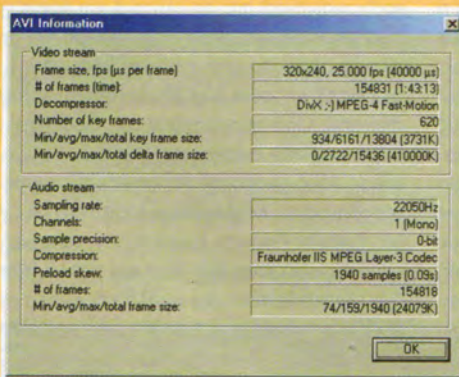 AVI Information
Video stream
Frame size, fps (µs per frame) 320x240, 25.000 fps (40000 µs)
# of frames (time): 154831 (1:43:13)
Decompressor: DivX ;-) MPEG-4 Fast-Motion
Number of key frames: 620
Min/avg/max/total key frame size: 934/6161/13804 (3731K)
Min/avg/max/total delta frame size: 0/2722/15436 (410000K)
Audio stream
Sampling rate: 22050Hz
Channels: 1 (Mono)
Sample precision: 0-bit
Compression: Fraunhofer IIS MPEG Layer-3 Codec
Preload skew: 1940 samples (0.09s)
# of frames: 154818
Min/avg/max/total frame size: 74/159/1940 (24079K)
OK